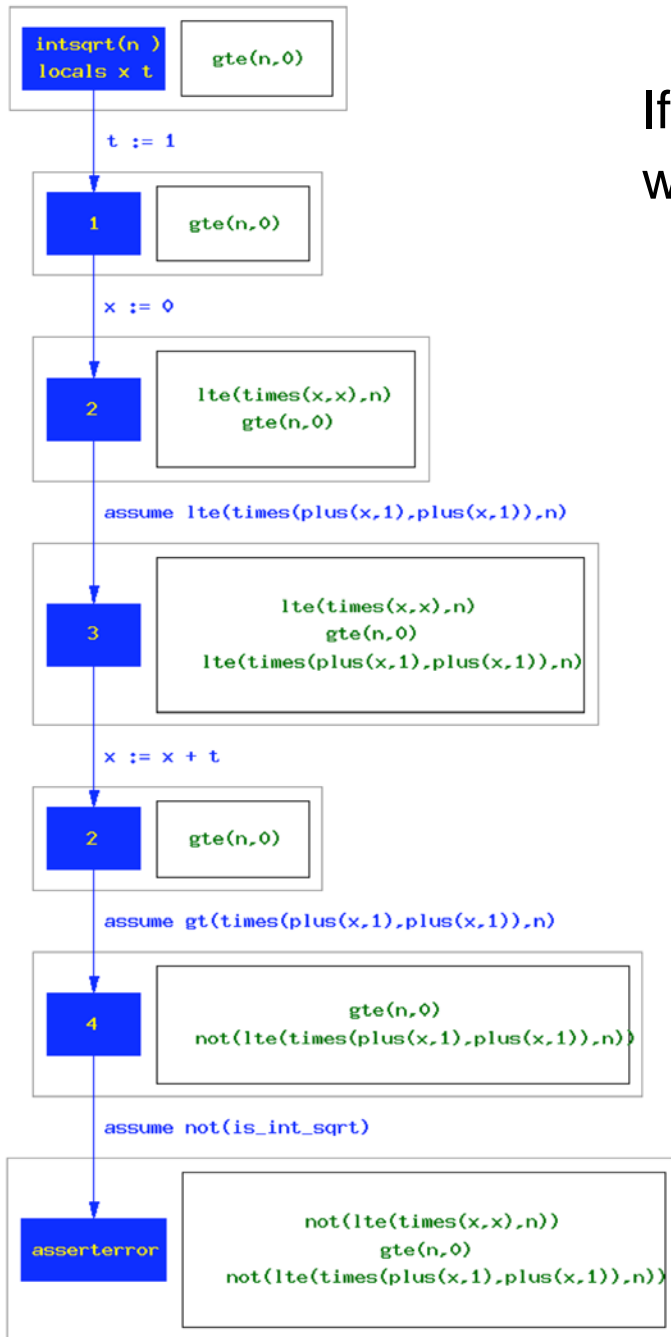 intsqrt(n )
locals x t
gte(n,0)
If
w
t := 1
1
gte(n,0)
x := 0
2
lte(times(x,x),n)
gte(n,0)
assume lte(times(plus(x,1),plus(x,1)),n)
3
lte(times(x,x),n)
gte(n,0)
lte(times(plus(x,1),plus(x,1)),n)
x := x + t
2
gte(n,0)
assume gt(times(plus(x,1),plus(x,1)),n)
4
gte(n,0)
not(lte(times(plus(x,1),plus(x,1)),n))
assume not(is_int_sqrt)
asserterror
not(lte(times(x,x),n))
gte(n,0)
not(lte(times(plus(x,1),plus(x,1)),n))